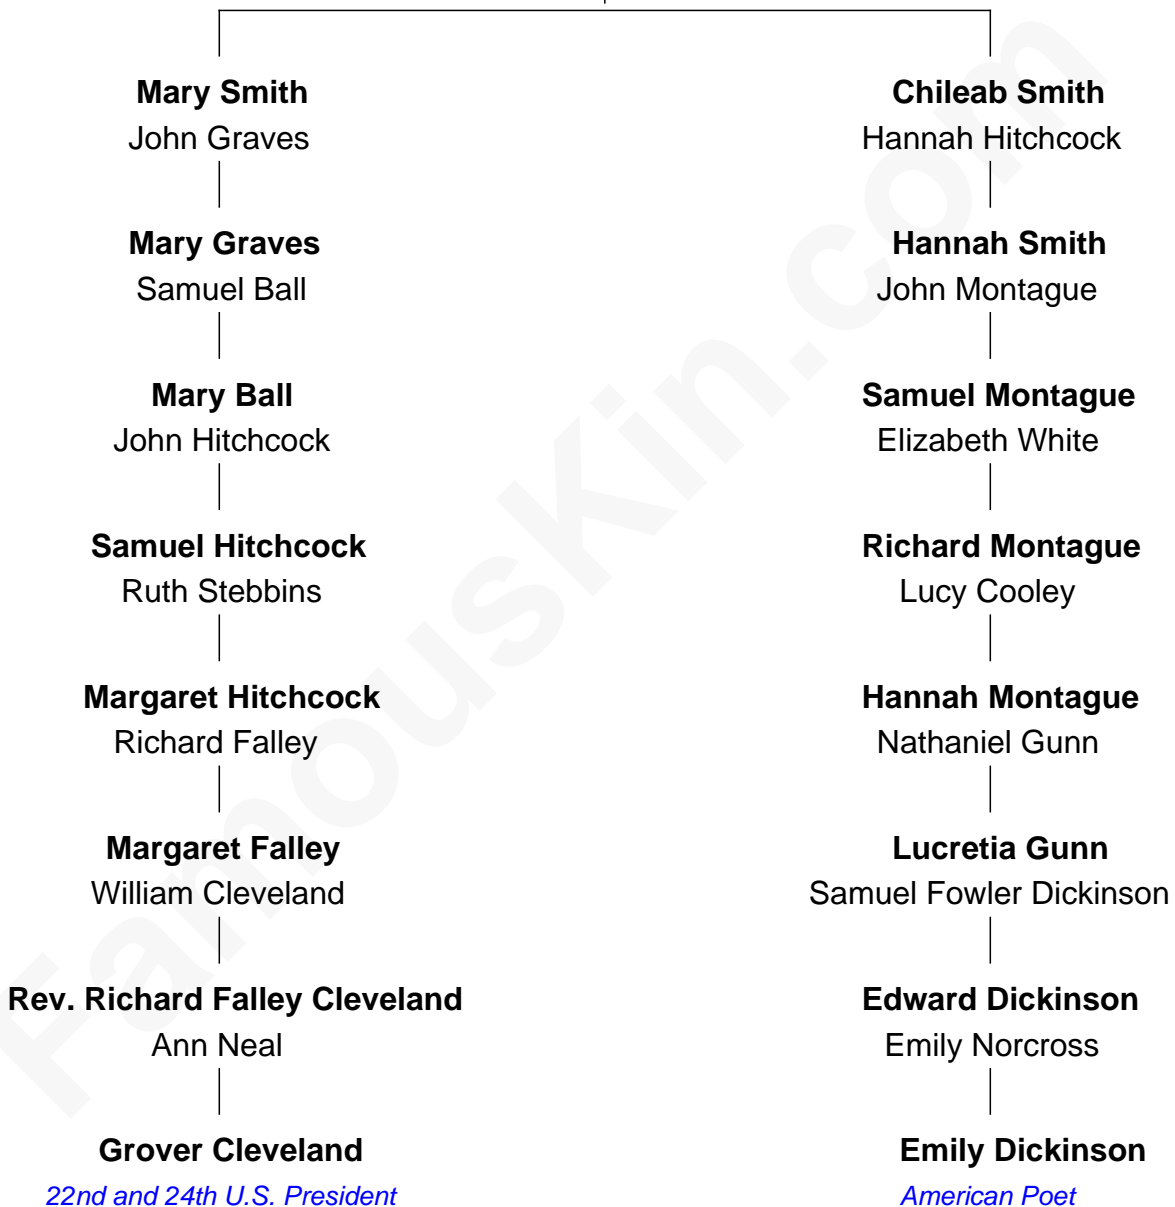 Mary Smith
John Graves
Mary Graves
Samuel Ball
Mary Ball
John Hitchcock
Samuel Hitchcock
Ruth Stebbins
Margaret Hitchcock
Richard Falley
Margaret Falley
William Cleveland
Rev. Richard Falley Cleveland
Ann Neal
Grover Cleveland
22nd and 24th U.S. President
Chileab Smith
Hannah Hitchcock
Hannah Smith
John Montague
Samuel Montague
Elizabeth White
Richard Montague
Lucy Cooley
Hannah Montague
Nathaniel Gunn
Lucretia Gunn
Samuel Fowler Dickinson
Edward Dickinson
Emily Norcross
Emily Dickinson
American Poet
FamousKin.com